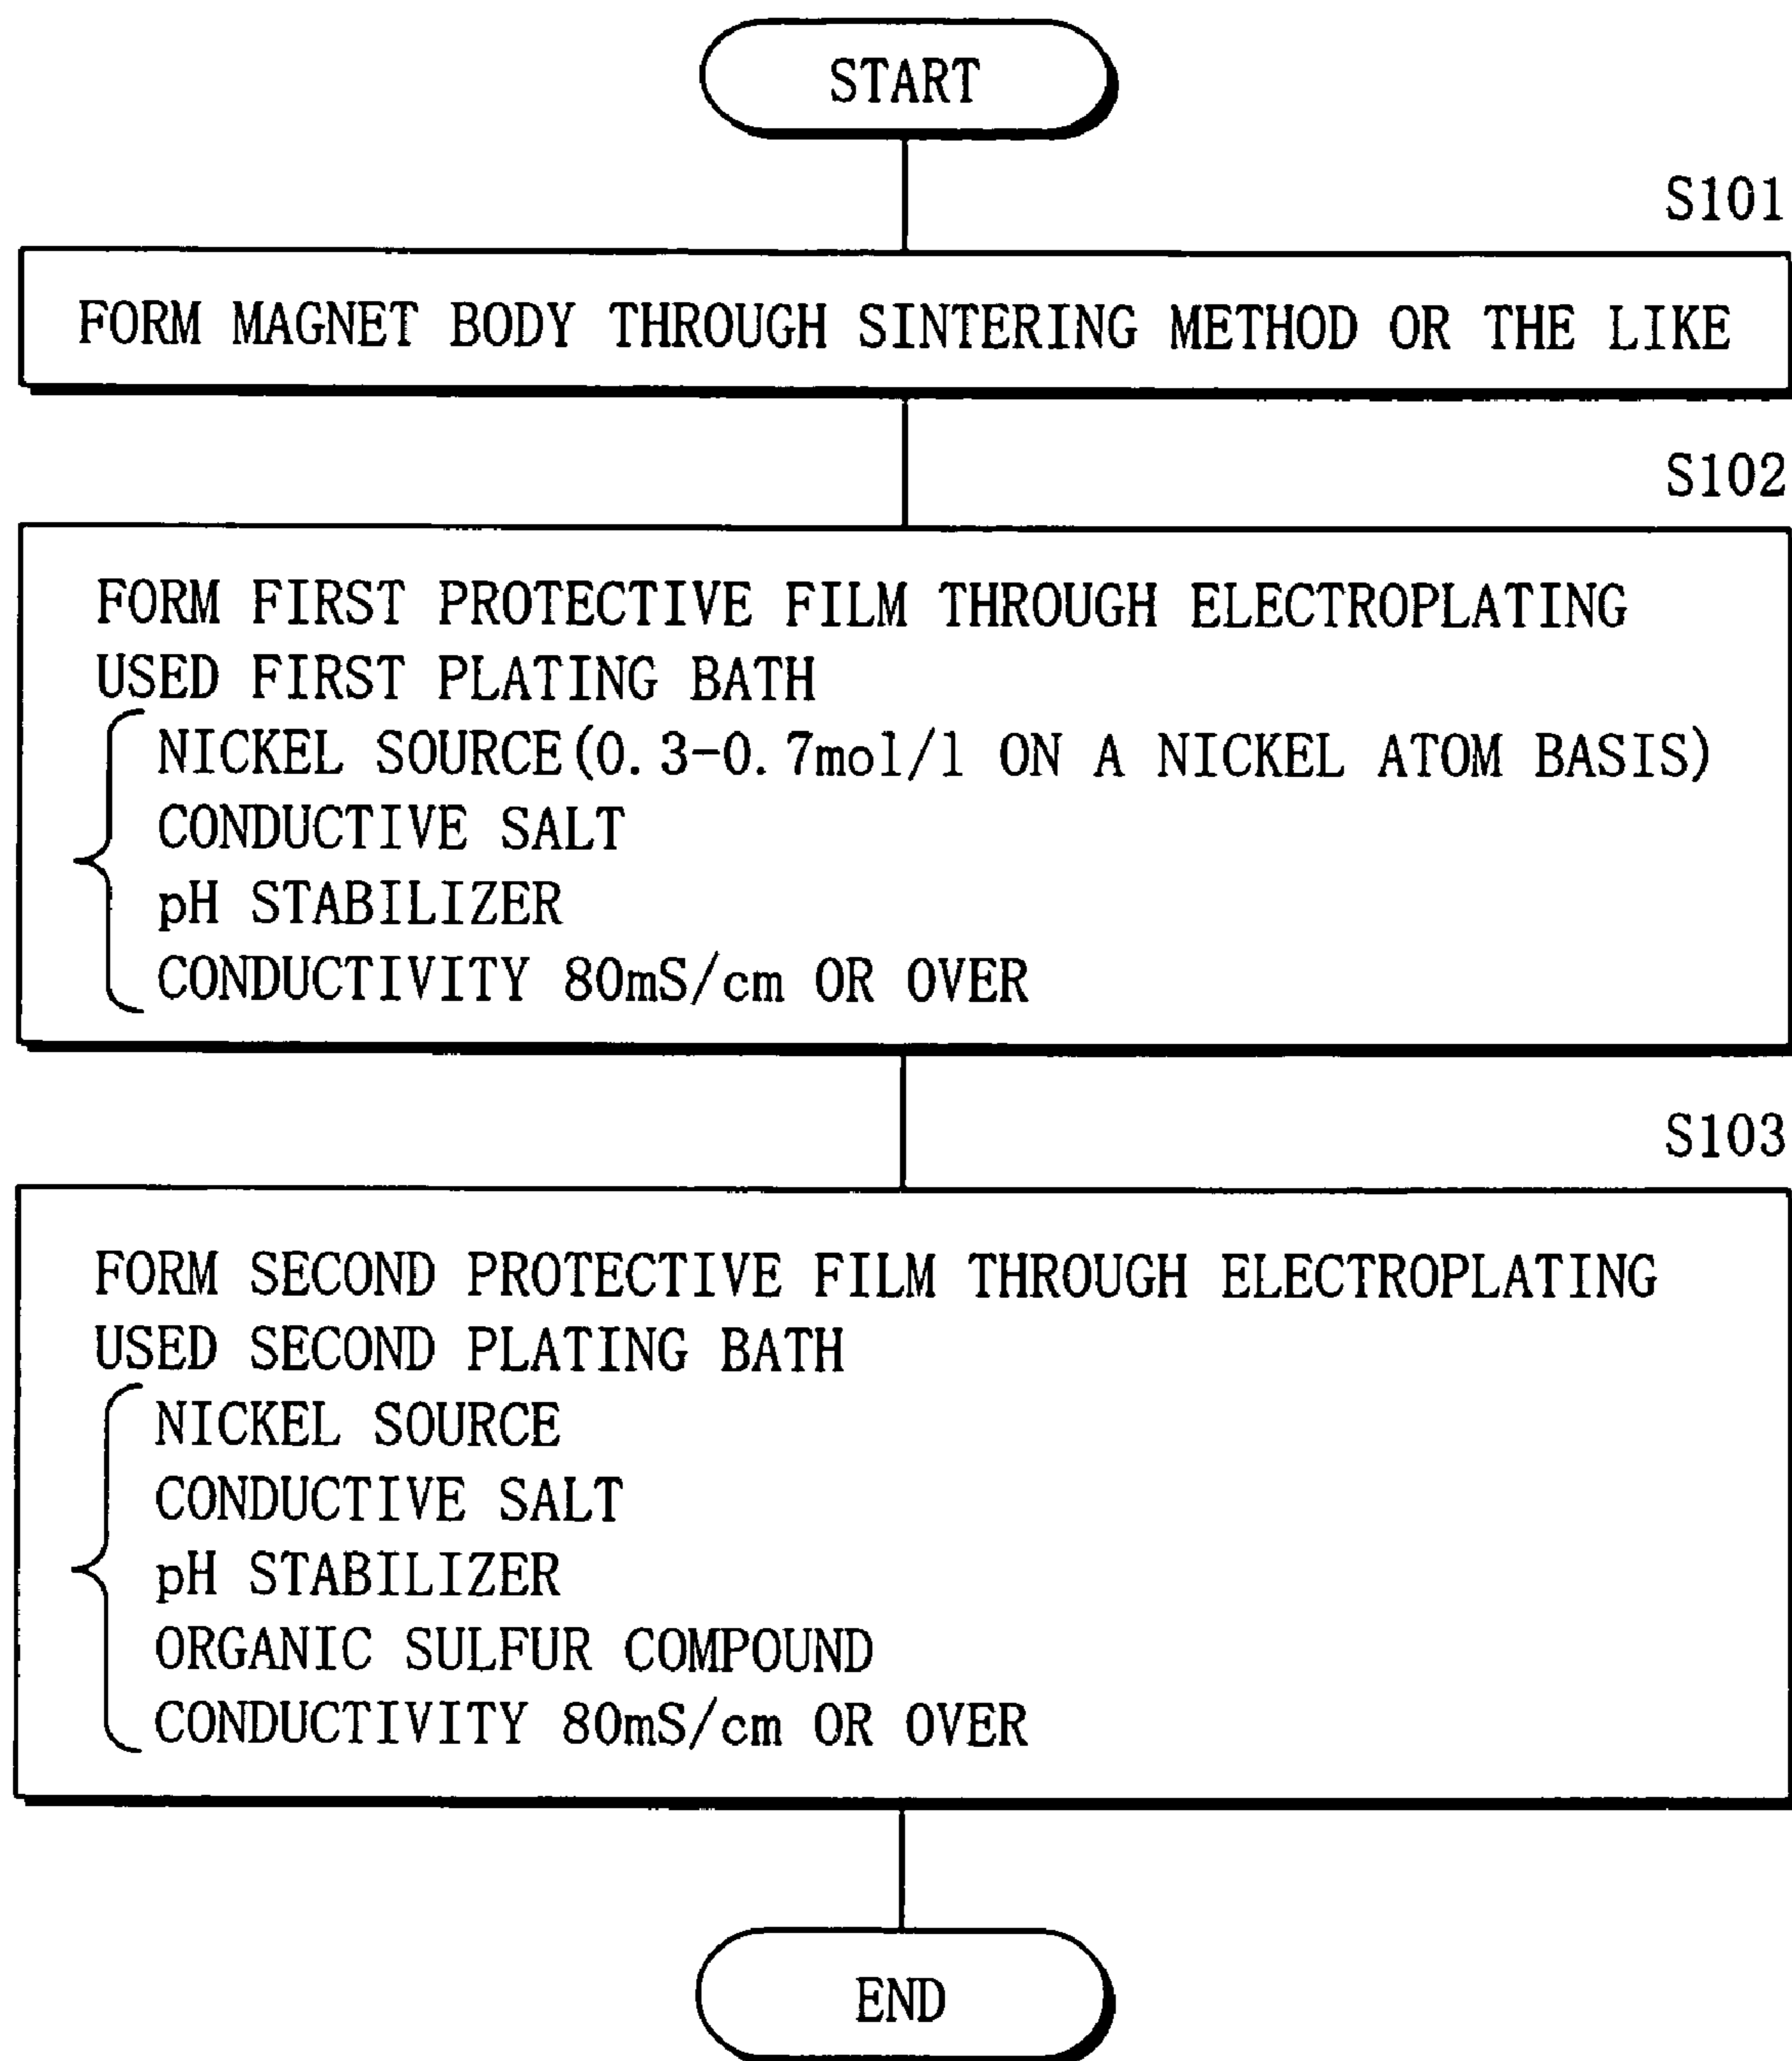 START
S101
FORM MAGNET BODY THROUGH SINTERING METHOD OR THE LIKE
S102
FORM FIRST PROTECTIVE FILM THROUGH ELECTROPLATING
USED FIRST PLATING BATH
NICKEL SOURCE(0.3-0.7mol/l ON A NICKEL ATOM BASIS)
CONDUCTIVE SALT
pH STABILIZER
CONDUCTIVITY 80mS/cm OR OVER
S103
FORM SECOND PROTECTIVE FILM THROUGH ELECTROPLATING
USED SECOND PLATING BATH
NICKEL SOURCE
CONDUCTIVE SALT
pH STABILIZER
ORGANIC SULFUR COMPOUND
CONDUCTIVITY 80mS/cm OR OVER
END